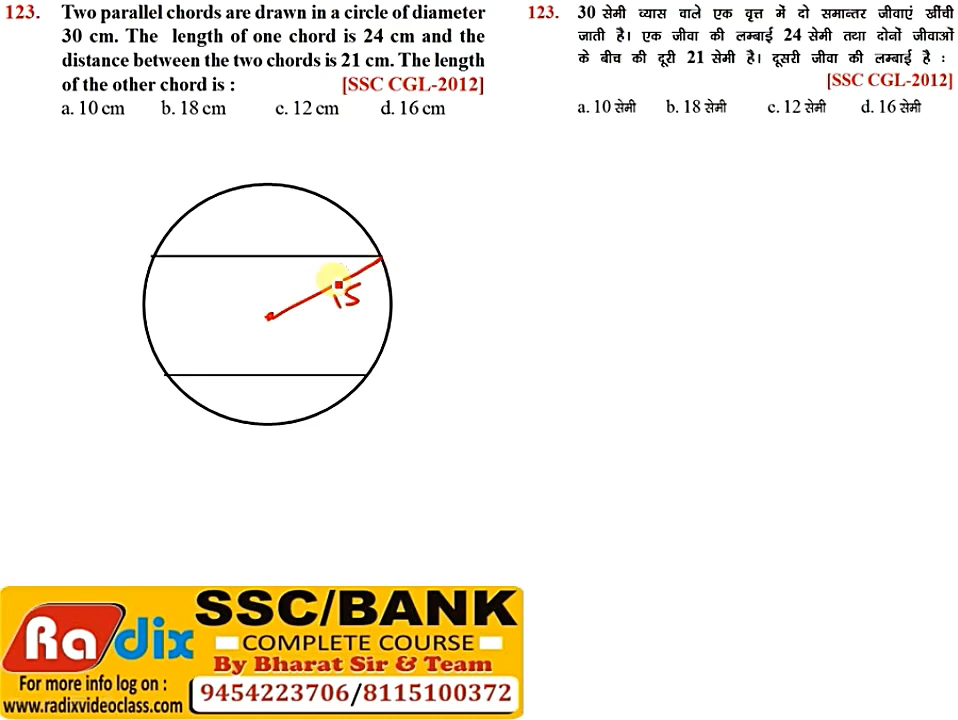 123. Two parallel chords are drawn in a circle of diameter
30 cm. The length of one chord is 24 cm and the
distance between the two chords is 21 cm. The length
of the other chord is : [SSC CGL-2012]
a. 10 cm b. 18 cm c. 12 cm d. 16 cm
123. 30 सेमी व्यास वाले एक वृत्त में दो समान्तर जीवाएं खींची
जाती है। एक जीवा की लम्बाई 24 सेमी तथा दोनों जीवाओं
के बीच की दूरी 21 सेमी है। दूसरी जीवा की लम्बाई है :
[SSC CGL-2012]
a. 10 सेमी b. 18 सेमी c. 12 सेमी d. 16 सेमी
15
Radix
SSC/BANK
COMPLETE COURSE
By Bharat Sir & Team
For more info log on :
www.radixvideoclass.com
9454223706/8115100372